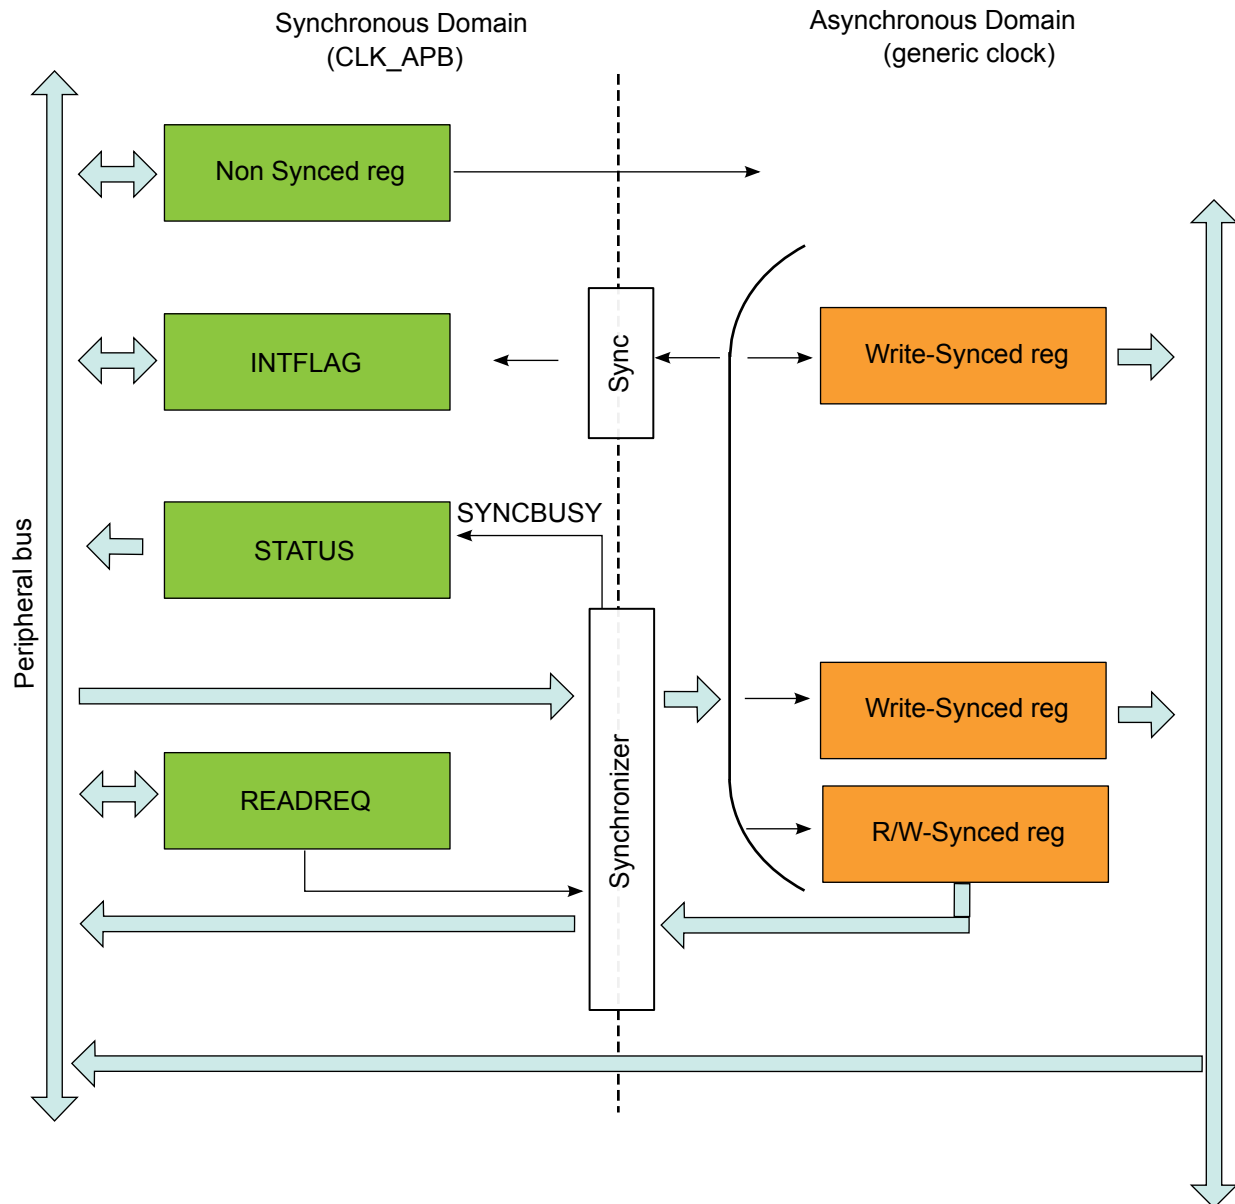 Synchronous Domain
(CLK_APB)
Asynchronous Domain
(generic clock)
Non Synced reg
INTFLAG
Sync
Write-Synced reg
SYNCBUSY
STATUS
Peripheral bus
Write-Synced reg
Synchronizer
READREQ
R/W-Synced reg